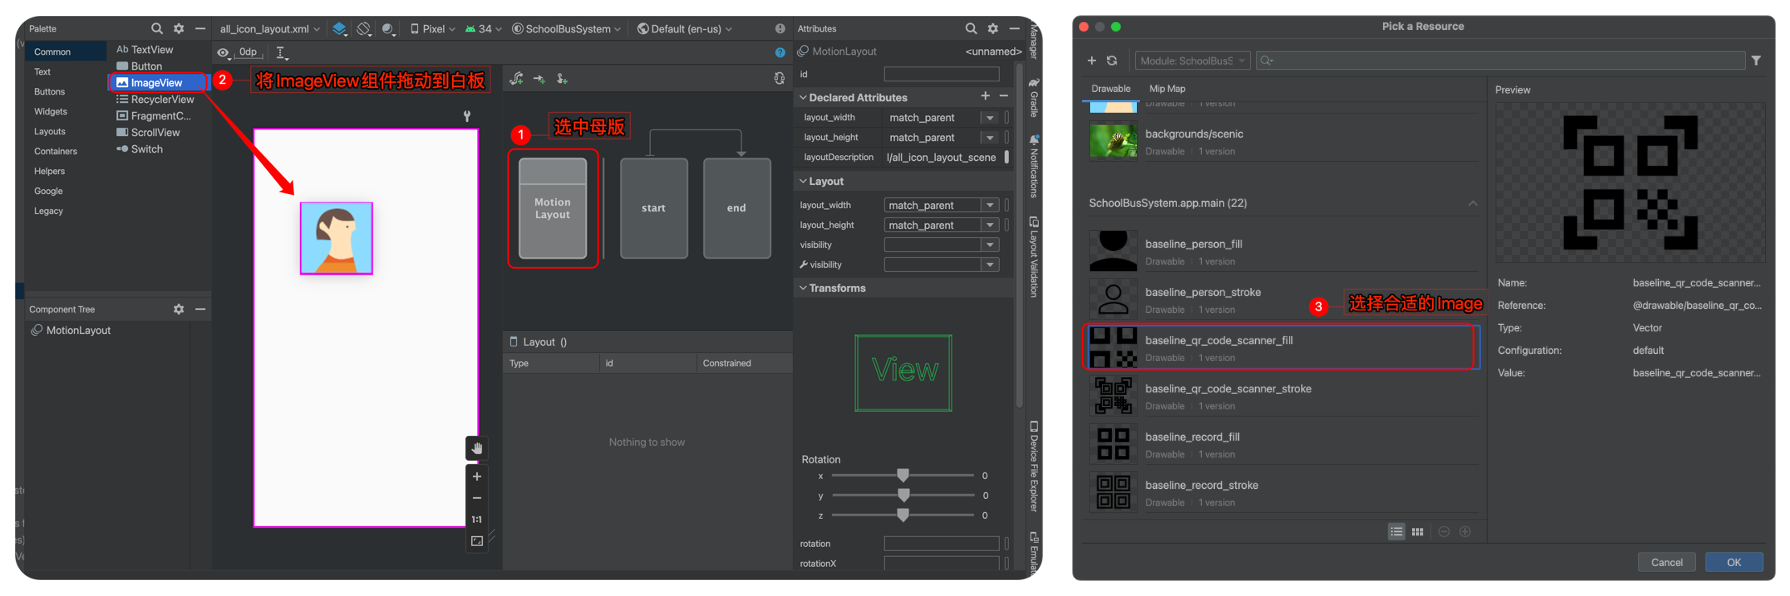 Palette
all_icon_layout.xml
Pixel
34
SchoolBusSystem
Default (en-us)
Attributes
Common
Ab TextView
0dp
MotionLayout
<unnamed>
Text
Button
Buttons
ImageView
2
将ImageView组件拖动到白板
id
Widgets
RecyclerView
Declared Attributes
Layouts
FragmentC...
layout_width
match_parent
Containers
ScrollView
layout_height
match_parent
Helpers
Switch
layoutDescription
l/all_icon_layout_scene
Google
Legacy
1
选中母版
Motion
Layout
start
end
Layout
layout_width
match_parent
layout_height
match_parent
visibility
visibility
Transforms
Component Tree
MotionLayout
Layout ()
Type
id
Constrained
Nothing to show
View
1:1
Rotation
x
0
y
0
z
0
rotation
rotationX
Manager
Gradle
Notifications
Layout Validation
Device File Explorer
Emulat
Pick a Resource
Module: SchoolBusS
Drawable
Mip Map
Preview
Drawable
1 version
backgrounds/scenic
Drawable
1 version
SchoolBusSystem.app.main (22)
baseline_person_fill
Drawable
1 version
baseline_person_stroke
Drawable
1 version
3
选择合适的 Image
baseline_qr_code_scanner_fill
Drawable
1 version
baseline_qr_code_scanner_stroke
Drawable
1 version
baseline_record_fill
Drawable
1 version
baseline_record_stroke
Drawable
1 version
Name:
baseline_qr_code_scanner...
Reference:
@drawable/baseline_qr_co...
Type:
Vector
Configuration:
default
Value:
baseline_qr_code_scanner...
Cancel
OK